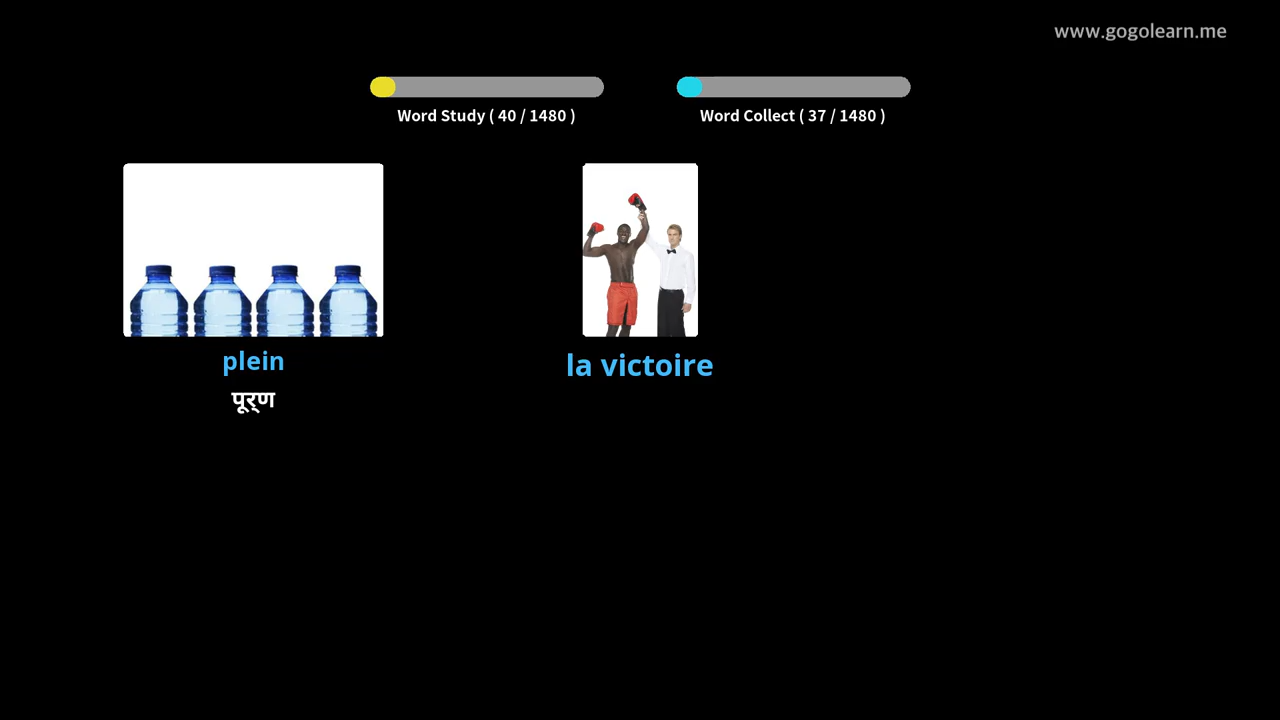 www.gogolearn.me
Word Study ( 40 / 1480 )
Word Collect ( 37 / 1480 )
plein
पूर्ण
la victoire